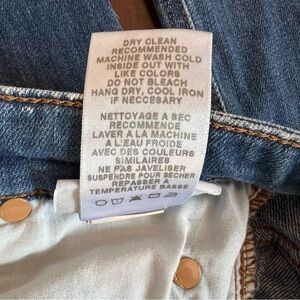 DRY CLEAN
RECOMMENDED
MACHINE WASH COLD
INSIDE OUT WITH
LIKE COLORS
DO NOT BLEACH
HANG DRY, COOL IRON
IF NECCESARY
NETTOYAGE A SEC
RECOMMENDE
LAVER A LA MACHINE
A L'EAU FROIDE
AVEC DES COULEURS
SIMILAIRES
NE PAS JAVELISER
SUSPENDRE POUR SÉCHER
REPASSER A
TEMPERATURE BASSE